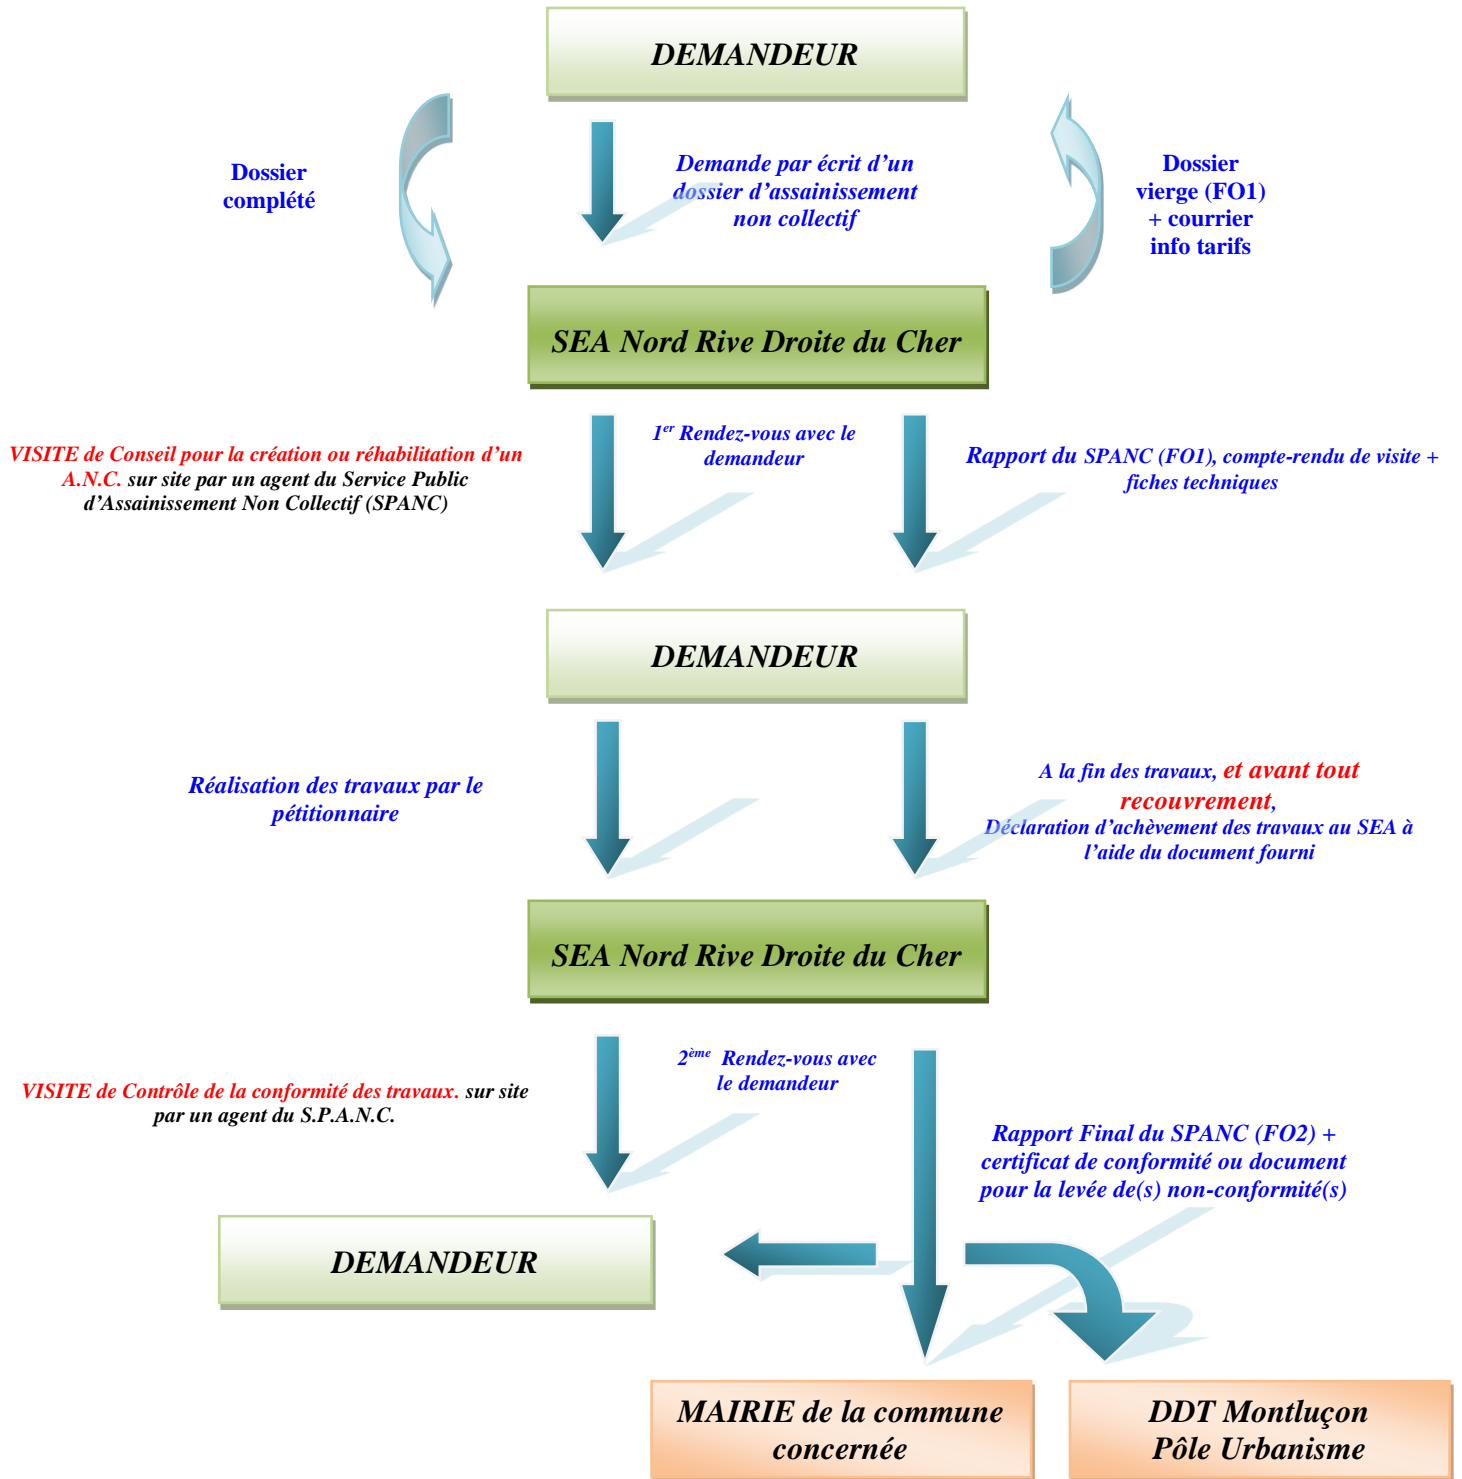 DEMANDEUR
Dossier
complété
Demande par écrit d’un
dossier d’assainissement
non collectif
Dossier
vierge (FO1)
+ courrier
info tarifs
SEA Nord Rive Droite du Cher
VISITE de Conseil pour la création ou réhabilitation d’un
A.N.C. sur site par un agent du Service Public
d’Assainissement Non Collectif (SPANC)
1er Rendez-vous avec le
demandeur
Rapport du SPANC (FO1), compte-rendu de visite +
fiches techniques
DEMANDEUR
Réalisation des travaux par le
pétitionnaire
A la fin des travaux, et avant tout
recouvrement,
Déclaration d’achèvement des travaux au SEA à
l’aide du document fourni
SEA Nord Rive Droite du Cher
VISITE de Contrôle de la conformité des travaux. sur site
par un agent du S.P.A.N.C.
2ème Rendez-vous avec
le demandeur
Rapport Final du SPANC (FO2) +
certificat de conformité ou document
pour la levée de(s) non-conformité(s)
DEMANDEUR
MAIRIE de la commune
concernée
DDT Montluçon
Pôle Urbanisme